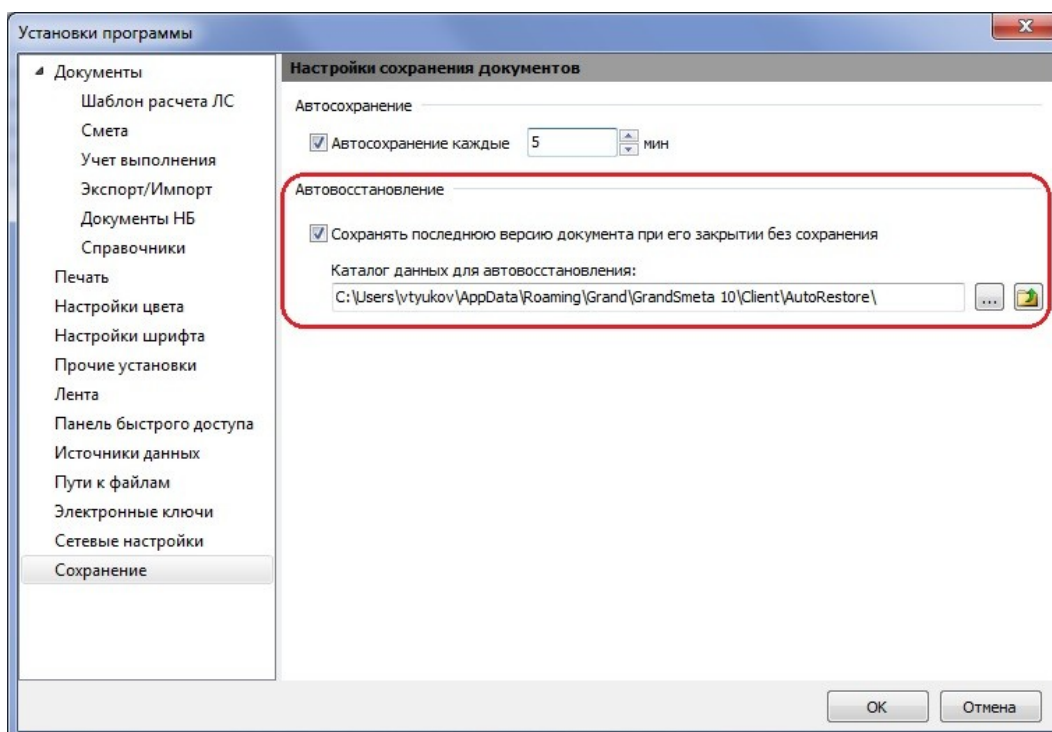 Установки программы
Документы
Шаблон расчета ЛС
Смета
Учет выполнения
Экспорт/Импорт
Документы НБ
Справочники
Печать
Настройки цвета
Настройки шрифта
Прочие установки
Лента
Панель быстрого доступа
Источники данных
Пути к файлам
Электронные ключи
Сетевые настройки
Сохранение
Настройки сохранения документов
Автосохранение
Автосохранение каждые 5 мин
Автовосстановление
Сохранять последнюю версию документа при его закрытии без сохранения
Каталог данных для автовосстановления:
C:\Users\vtyukov\AppData\Roaming\Grand\GrandSmeta 10\Client\AutoRestore\
...
OK Отмена